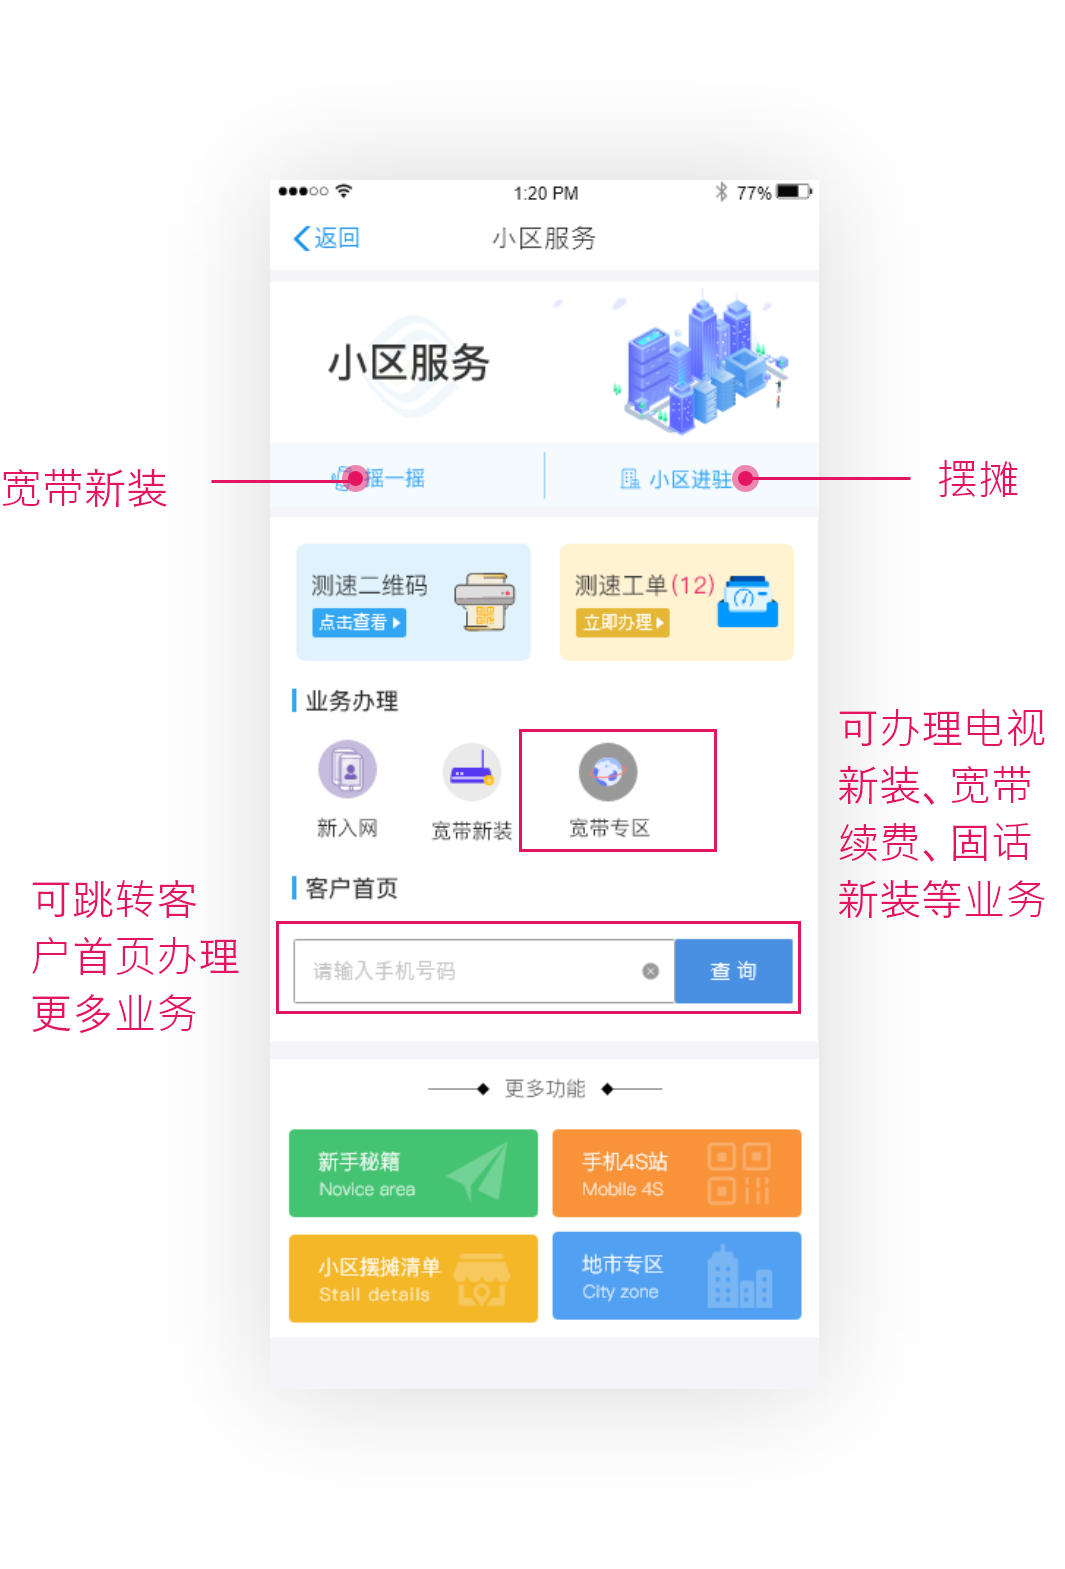 1:20 PM
77%
返回
小区服务
小区服务
宽带新装
摇一摇
小区进驻
摆摊
测速二维码
点击查看
测速工单(12)
立即办理
业务办理
新入网
宽带新装
宽带专区
可办理电视
新装、宽带
续费、固话
新装等业务
客户首页
可跳转客
户首页办理
更多业务
请输入手机号码
查 询
更多功能
新手秘籍
Novice area
手机4S站
Mobile 4S
小区摆摊清单
Stall details
地市专区
City zone